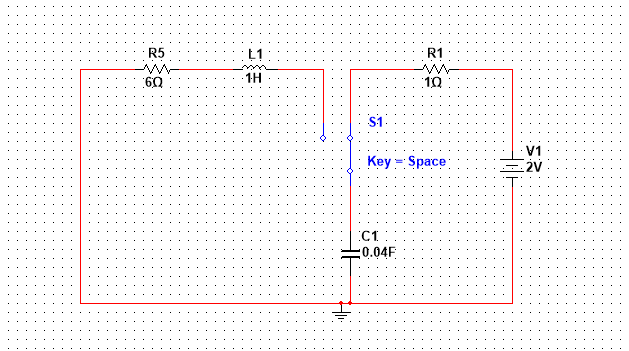 R5
6Ω
L1
1H
R1
1Ω
S1
Key = Space
V1
2V
C1
0.04F